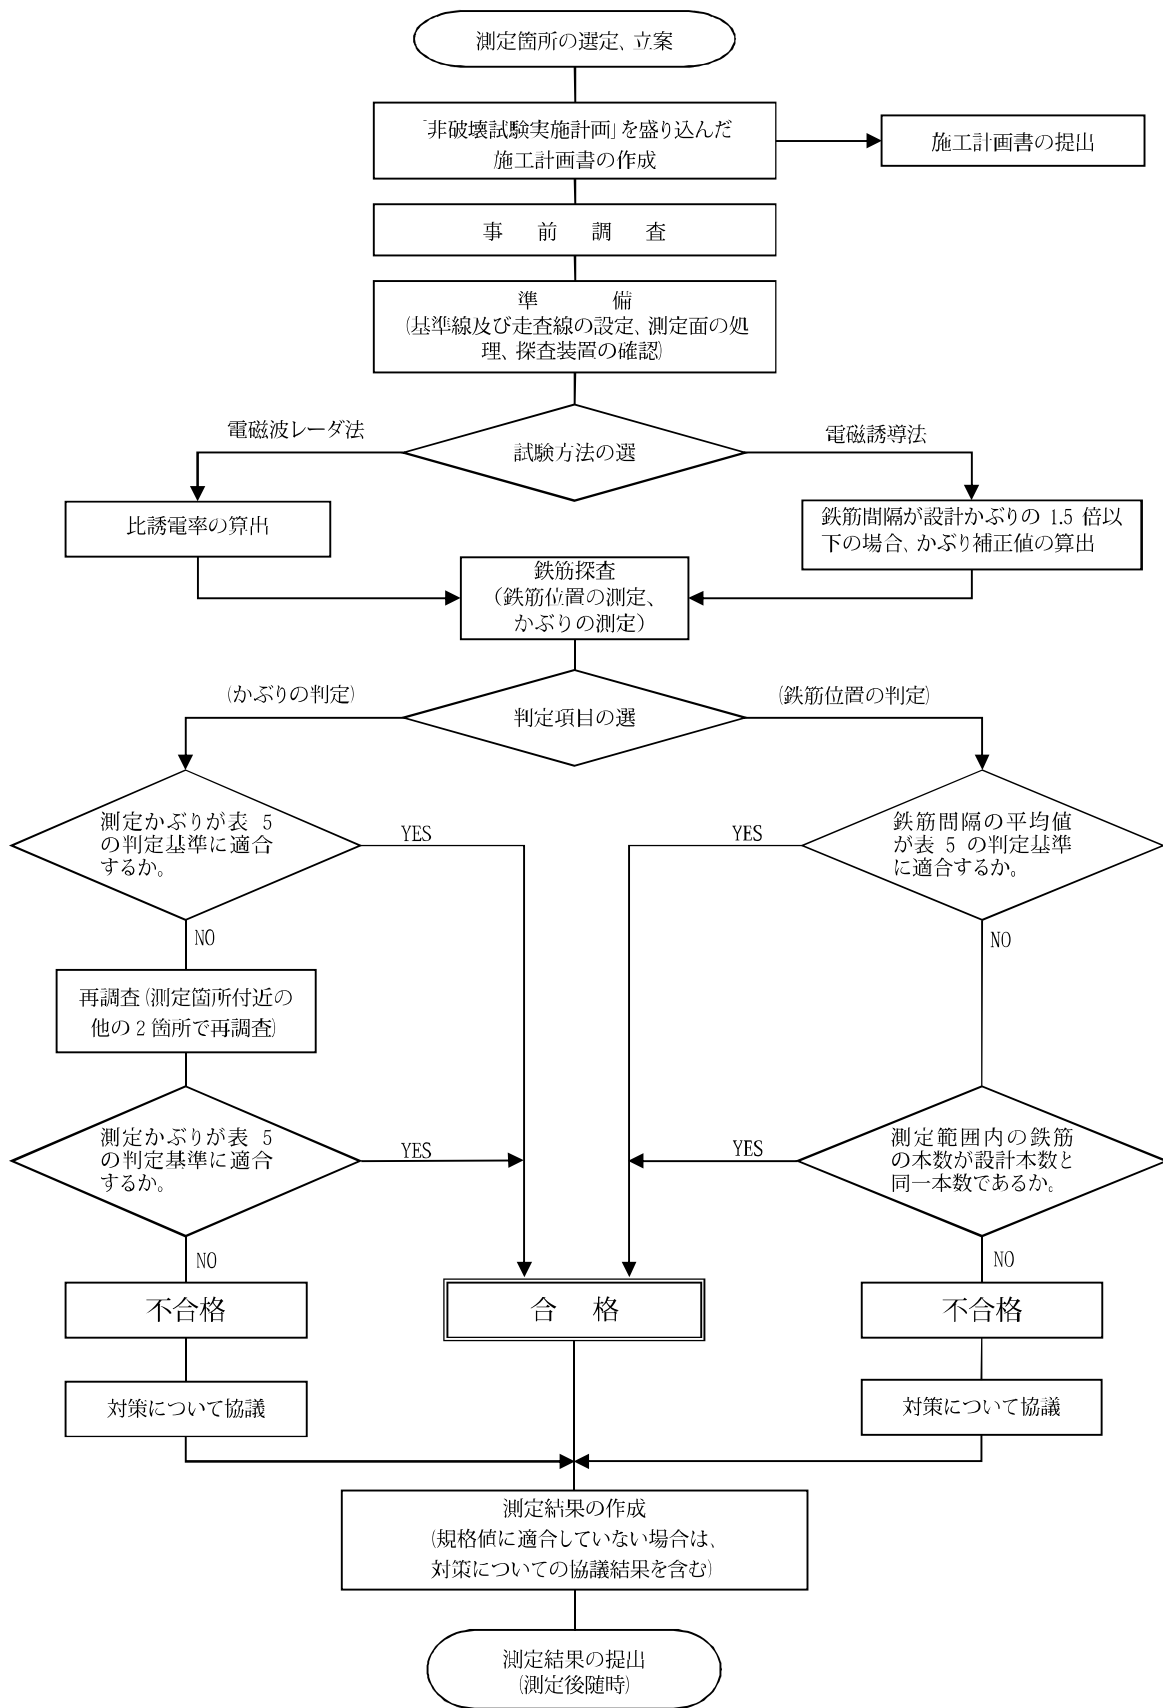 測定箇所の選定、立案
「非破壊試験実施計画」を盛り込んだ
施工計画書の作成
施工計画書の提出
事 前 調 査
準 備
(基準線及び走査線の設定、測定面の処
理、探査装置の確認)
電磁波レーダ法
試験方法の選
電磁誘導法
比誘電率の算出
鉄筋間隔が設計かぶりの 1.5 倍以
下の場合、かぶり補正値の算出
鉄筋探査
(鉄筋位置の測定、
かぶりの測定)
(かぶりの判定)
判定項目の選
(鉄筋位置の判定)
測定かぶりが表 5
の判定基準に適合
するか。
YES
YES
鉄筋間隔の平均値
が表 5 の判定基準
に適合するか。
NO
NO
再調査(測定箇所付近の
他の2箇所で再調査)
測定かぶりが表 5
の判定基準に適合
するか。
YES
YES
測定範囲内の鉄筋
の本数が設計本数と
同一本数であるか。
NO
NO
不合格
合 格
不合格
対策について協議
対策について協議
測定結果の作成
(規格値に適合していない場合は、
対策についての協議結果を含む)
測定結果の提出
(測定後随時)